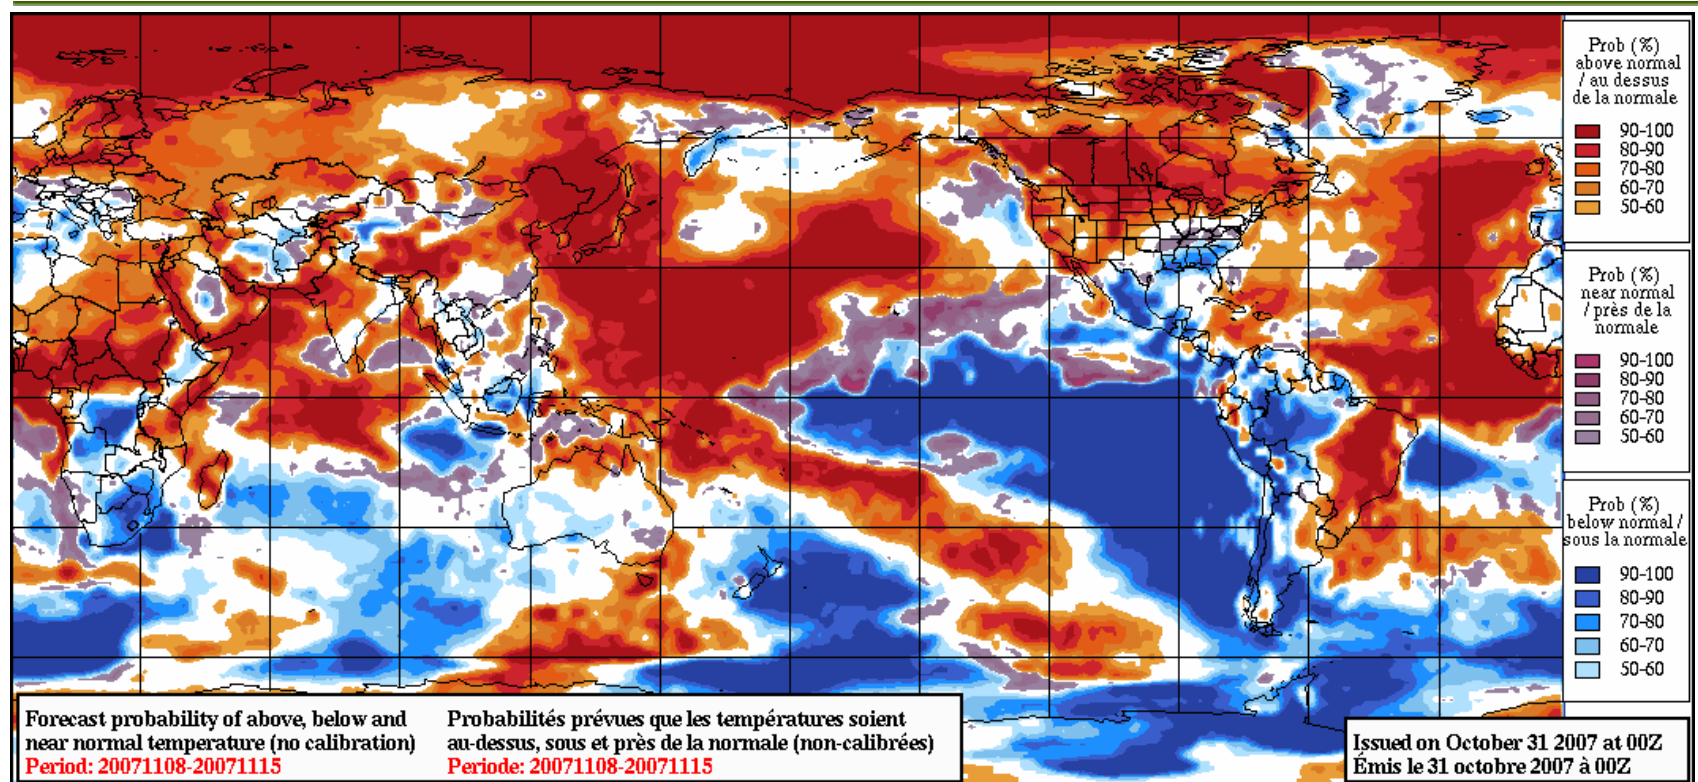 Prob (%)
above normal
/ au dessus
de la normale
90-100
80-90
70-80
60-70
50-60
Prob (%)
near normal
/ près de la
normale
90-100
80-90
70-80
60-70
50-60
Prob (%)
below normal /
sous la normale
90-100
80-90
70-80
60-70
50-60
Forecast probability of above, below and
near normal temperature (no calibration)
Period: 20071108-20071115
Probabilités prévues que les températures soient
au-dessus, sous et près de la normale (non-calibrées)
Periode: 20071108-20071115
Issued on October 31 2007 at 00Z
Émis le 31 octobre 2007 à 00Z